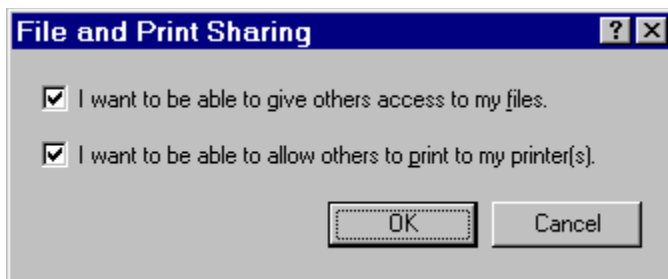 File and Print Sharing
I want to be able to give others access to my files.
I want to be able to allow others to print to my printer(s).
OK Cancel